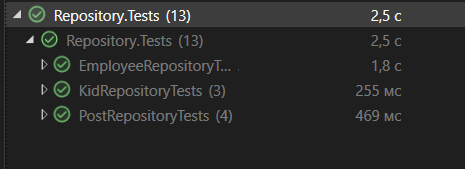 Repository.Tests (13) 2,5 с
Repository.Tests (13) 2,5 с
EmployeeRepositoryT... 1,8 с
KidRepositoryTests (3) 255 мс
PostRepositoryTests (4) 469 мс